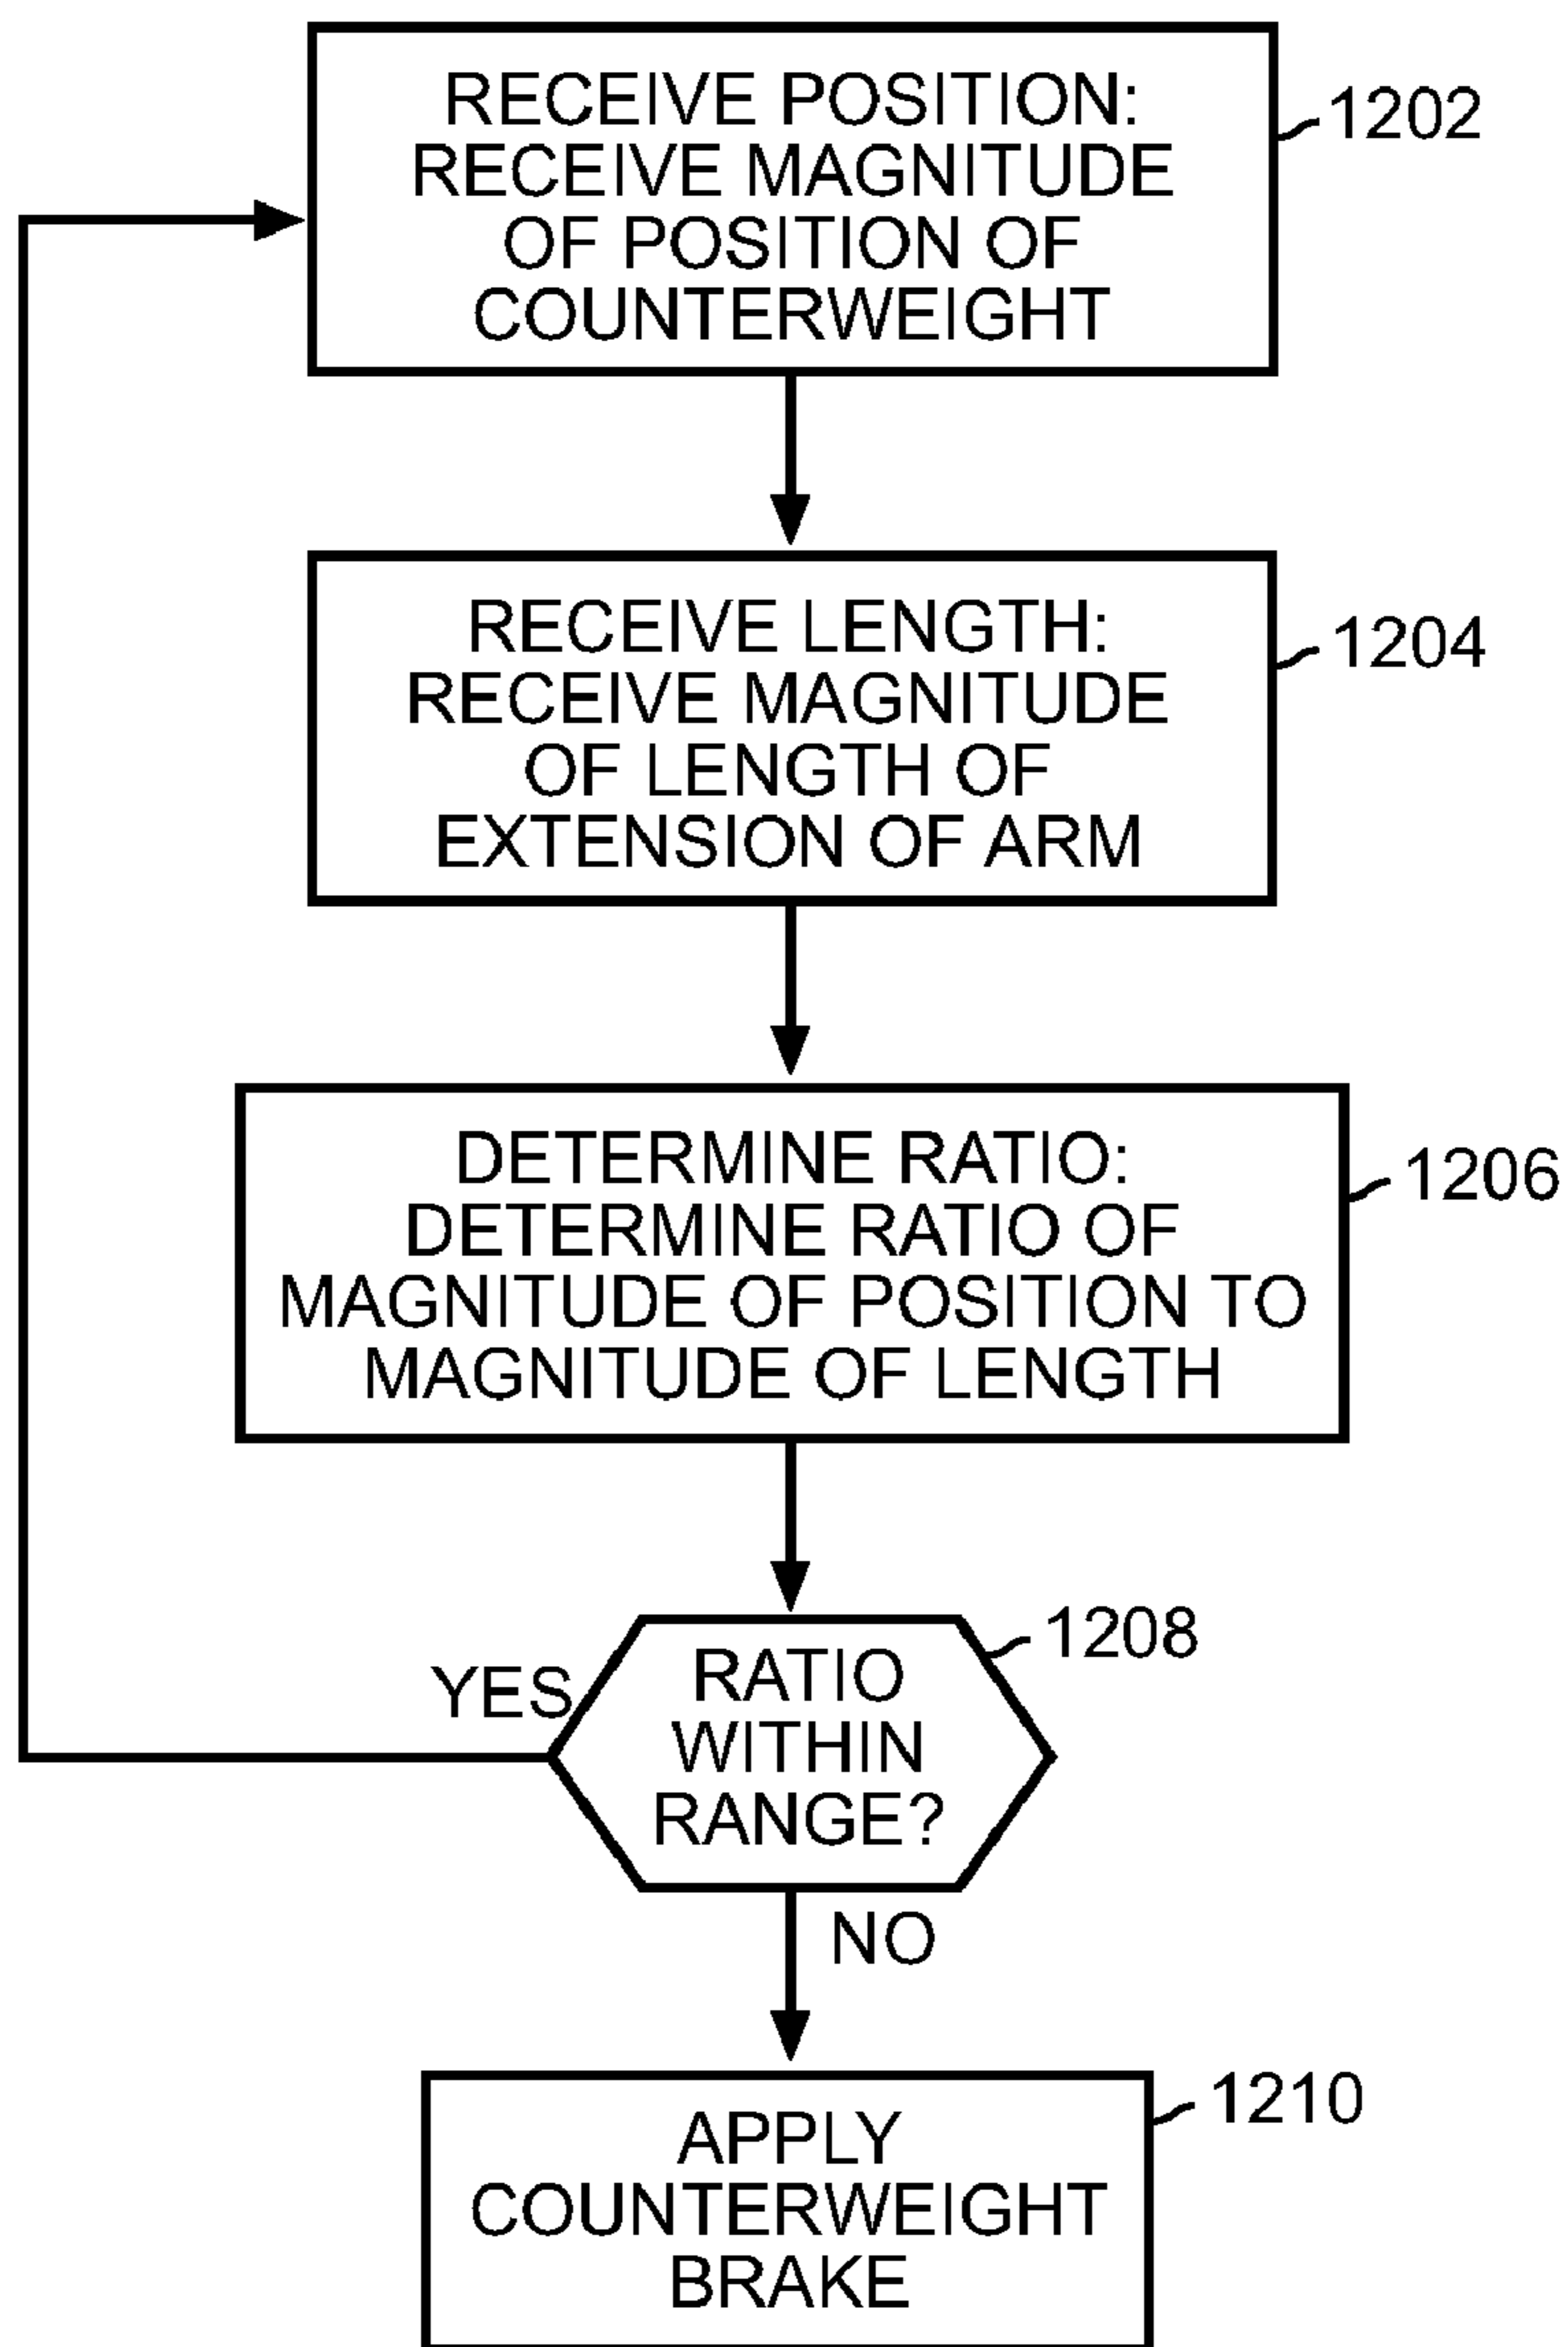 RECEIVE POSITION:
RECEIVE MAGNITUDE
OF POSITION OF
COUNTERWEIGHT
1202
RECEIVE LENGTH:
RECEIVE MAGNITUDE
OF LENGTH OF
EXTENSION OF ARM
1204
DETERMINE RATIO:
DETERMINE RATIO OF
MAGNITUDE OF POSITION TO
MAGNITUDE OF LENGTH
1206
YES
RATIO
WITHIN
RANGE?
1208
NO
APPLY
COUNTERWEIGHT
BRAKE
1210